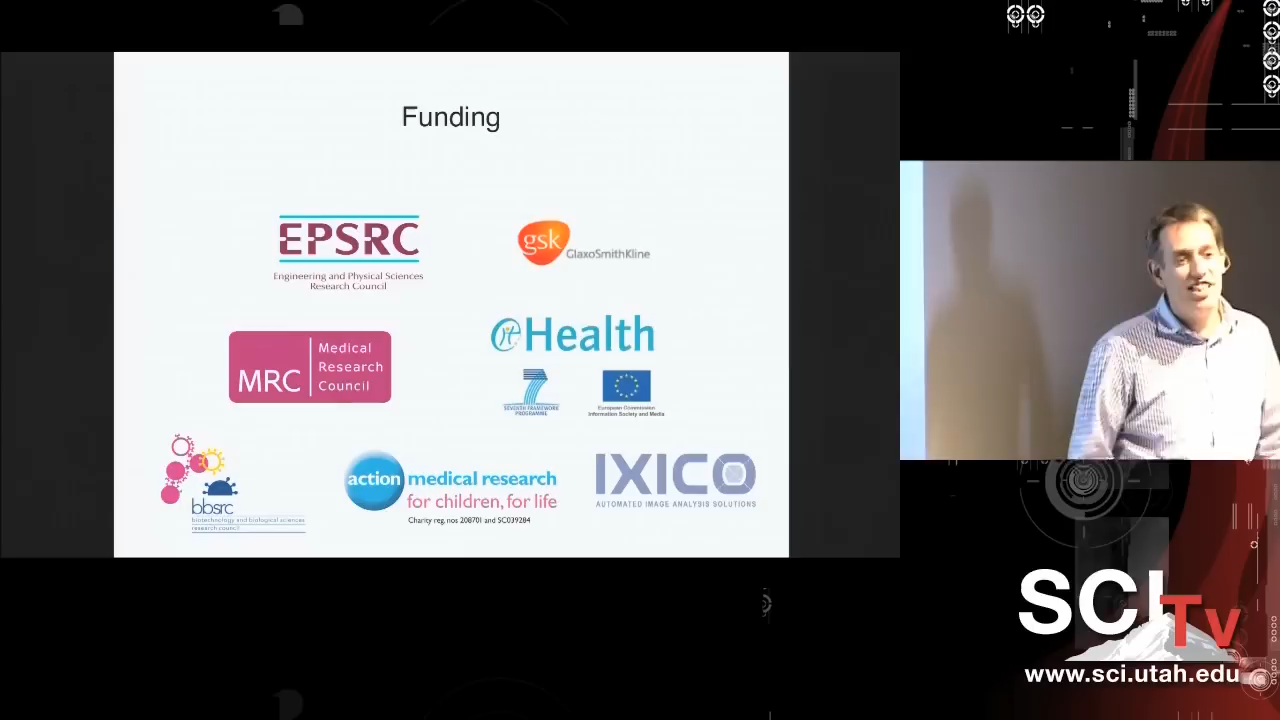 Funding
EPSRC
Engineering and Physical Sciences
Research Council
gsk
GlaxoSmithKline
MRC
Medical
Research
Council
eHealth
7
SEVENTH FRAMEWORK
PROGRAMME
European Commission
Information Society and Media
bbsrc
biotechnology and biological sciences
research council
action
medical research
for children, for life
Charity reg. nos 208701 and SC039284
IXICO
AUTOMATED IMAGE ANALYSIS SOLUTIONS
SCI
TV
www.sci.utah.edu